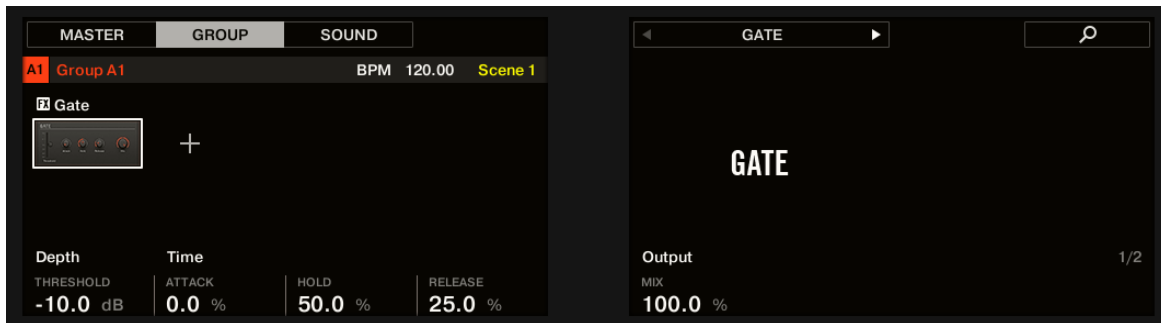 MASTER GROUP SOUND
A1 Group A1 BPM 120.00 Scene 1
FX Gate
Depth Time
THRESHOLD ATTACK HOLD RELEASE
-10.0 dB 0.0 % 50.0 % 25.0 %
GATE
GATE
Output 1/2
MIX
100.0 %